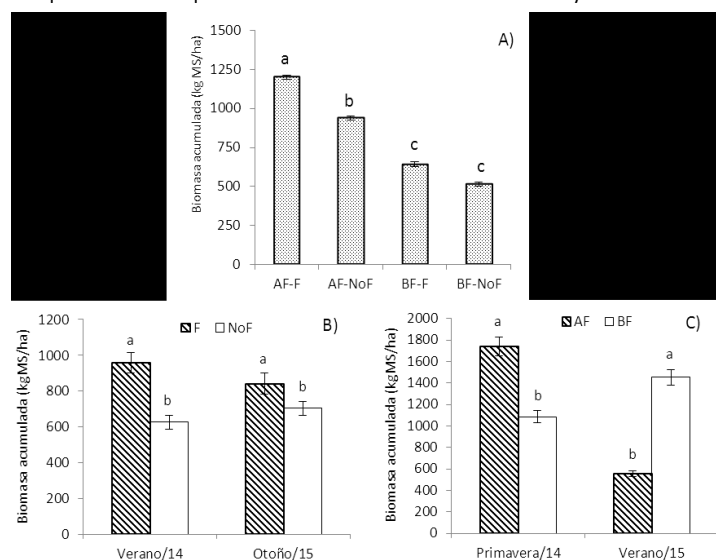 A)
Biomasa acumulada (kg MS/ha)
1500
1250
1000
750
500
250
0
a
b
c
c
AF-F AF-NoF BF-F BF-NoF
B)
F NoF
Biomasa acumulada (kgMS/ha)
1000
800
600
400
200
0
a
b
a
b
Verano/14 Otoño/15
C)
AF BF
Biomasa acumulada (kgMS/ha)
2000
1800
1600
1400
1200
1000
800
600
400
200
0
a
b
b
a
Primavera/14 Verano/15